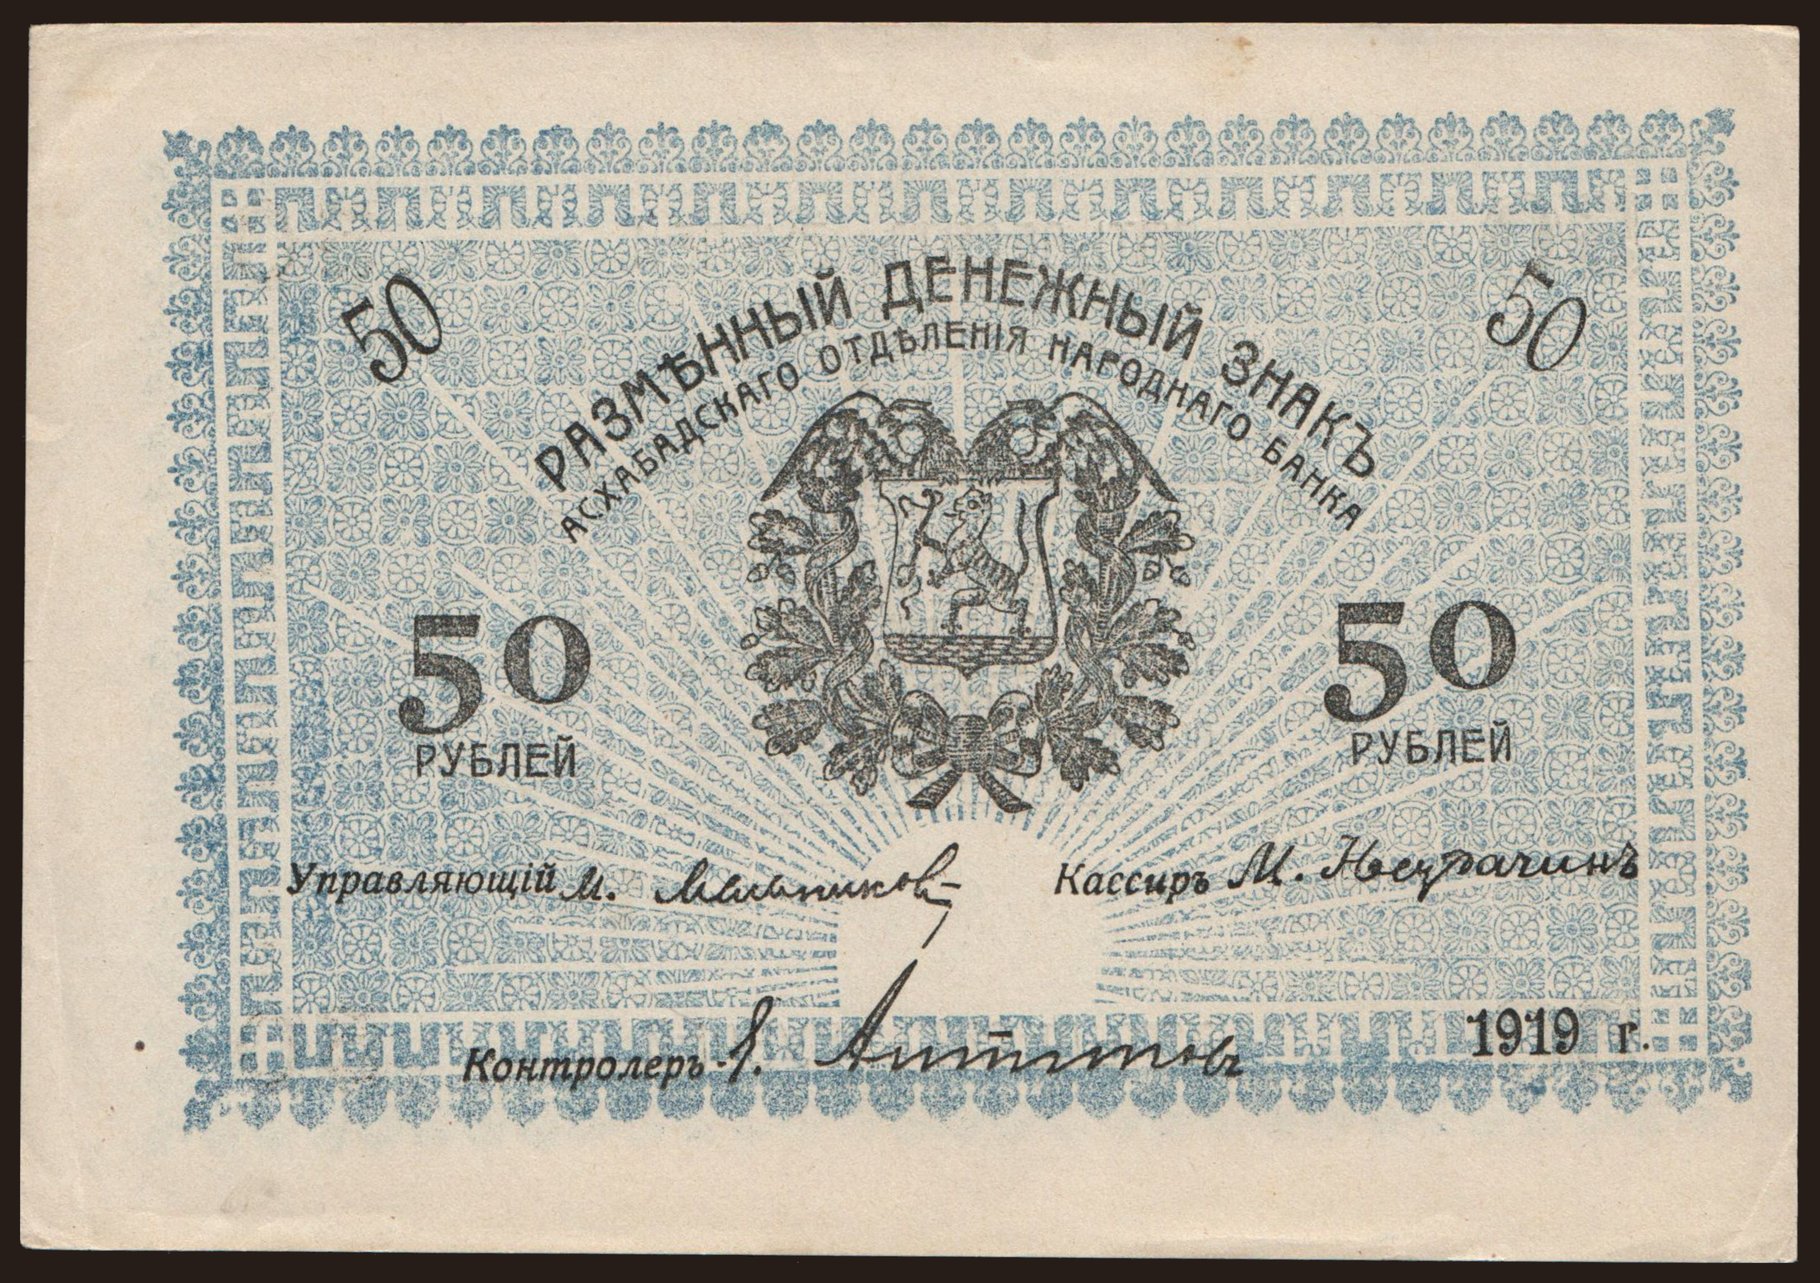 50
50
РАЗМѢННЫЙ ДЕНЕЖНЫЙ ЗНАКЪ
АСХАБАДСКАГО ОТДѢЛЕНІЯ НАРОДНАГО БАНКА
50
РУБЛЕЙ
50
РУБЛЕЙ
Управляющій М.
Кассиръ М.
Контролеръ
1919 г.